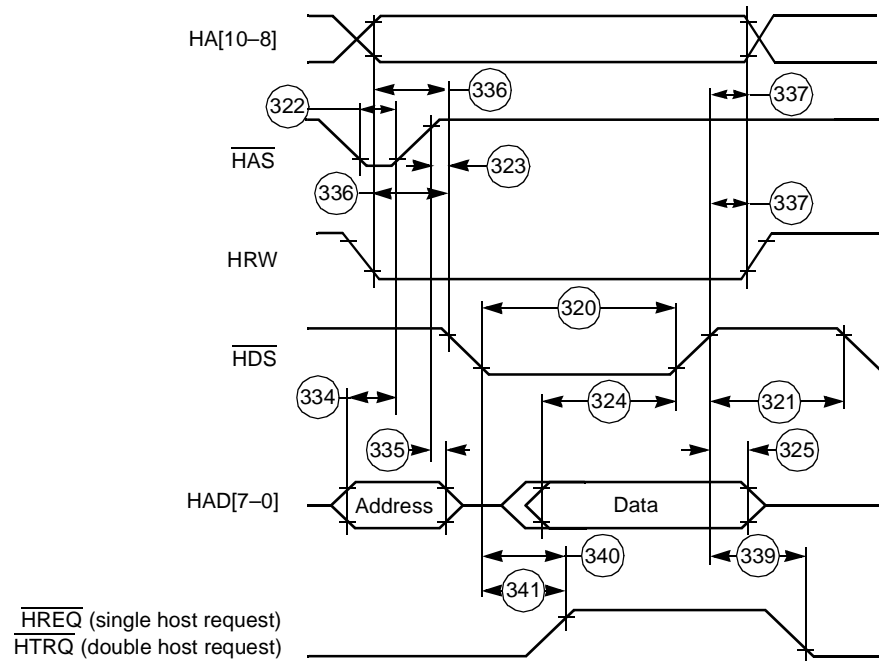 HA[10–8]
336
337
322
HAS
323
336
337
HRW
320
HDS
334
324
321
335
325
HAD[7–0]
Address
Data
340
339
341
HREQ (single host request)
HTRQ (double host request)